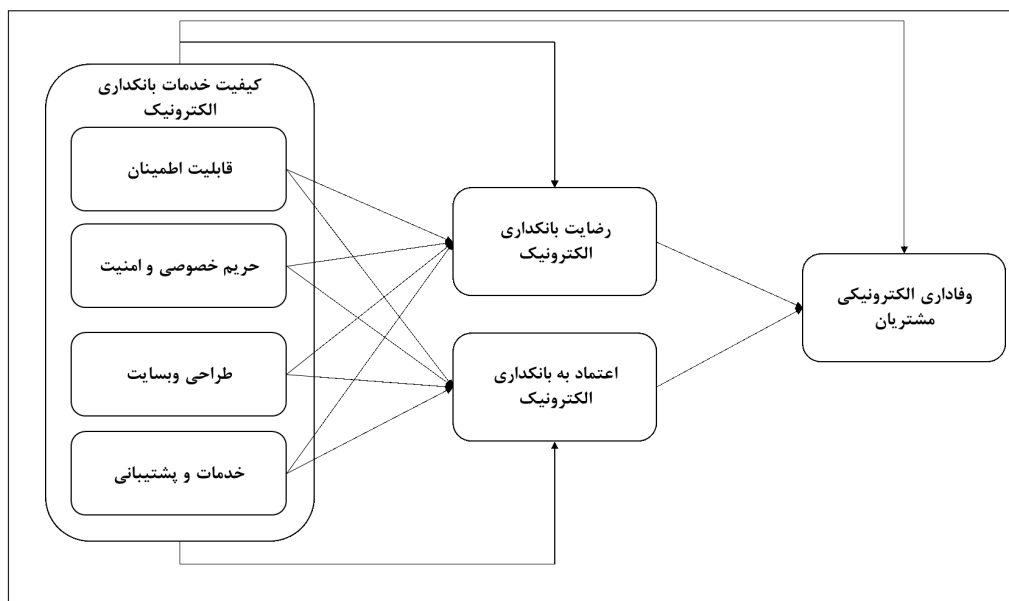 کیفیت خدمات بانکداری
الکترونیک
قابلیت اطمینان
حریم خصوصی و امنیت
طراحی وبسایت
خدمات و پشتیبانی
رضایت بانکداری
الکترونیک
اعتماد به بانکداری
الکترونیک
وفاداری الکترونیکی
مشتریان